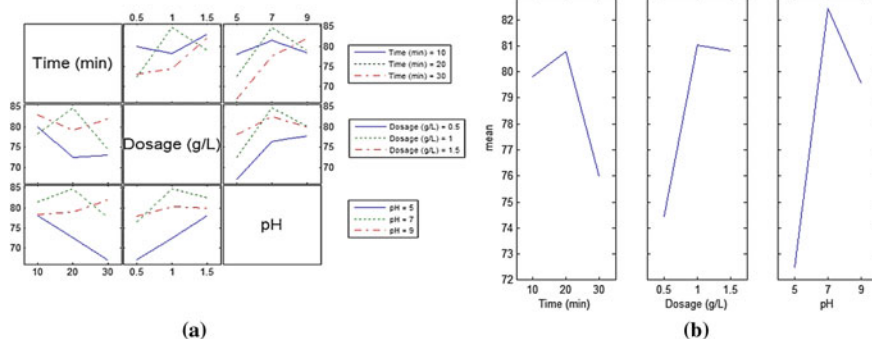 0.5 1 1.5 5 7 9
Time (min)
85
80
75
70
Time (min) = 10
Time (min) = 20
Time (min) = 30
85
80
75
70
Dosage (g/L)
85
80
75
70
Dosage (g/L) = 0.5
Dosage (g/L) = 1
Dosage (g/L) = 1.5
85
80
75
70
pH
pH = 5
pH = 7
pH = 9
10 20 30 0.5 1 1.5 5 7 9
(a)
mean
82
81
80
79
78
77
76
75
74
73
72
10 20 30 0.5 1 1.5 5 7 9
Time (min) Dosage (g/L) pH
(b)